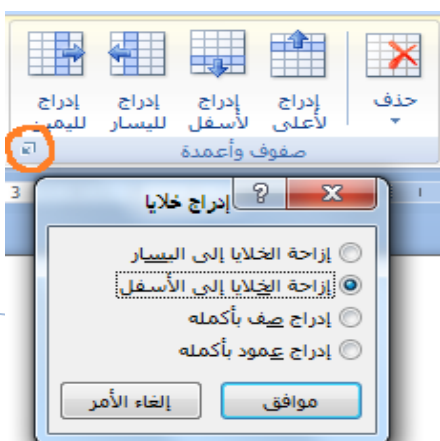 حذف
إدراج لأعلى
إدراج لأسفل
إدراج لليسار
إدراج لليمين
صفوف وأعمدة
3
1
إدراج خلايا
إزاحة الخلايا إلى اليسار
إزاحة الخلايا إلى الأسفل
إدراج صف بأكمله
إدراج عمود بأكمله
موافق
إلغاء الأمر